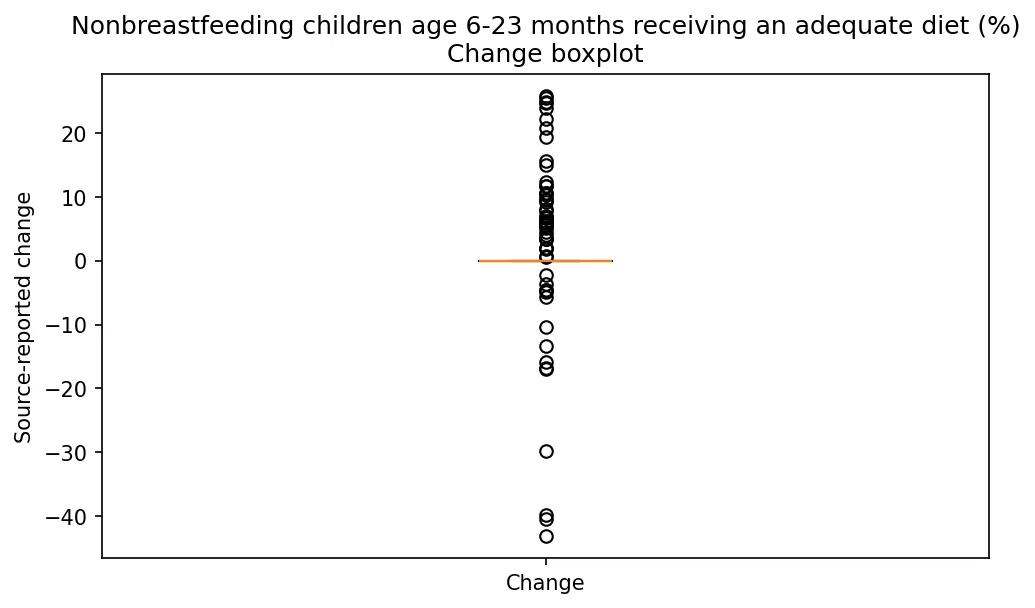 Nonbreastfeeding children age 6-23 months receiving an adequate diet (%)
Change boxplot
Source-reported change
20
10
0
−10
−20
−30
−40
Change